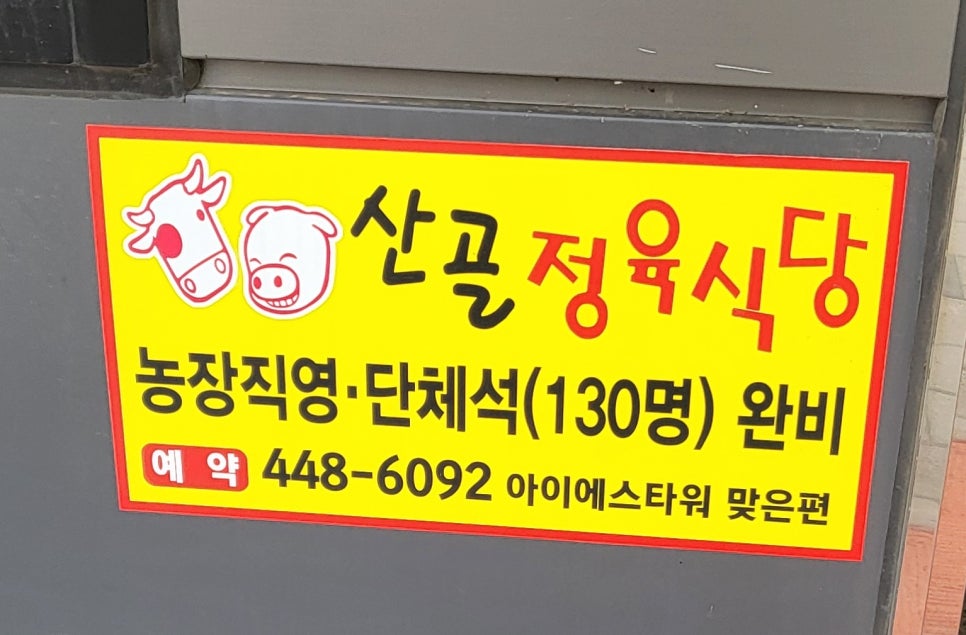 산골 정육식당
농장직영·단체석(130명) 완비
예 약 448-6092 아이에스타워 맞은편